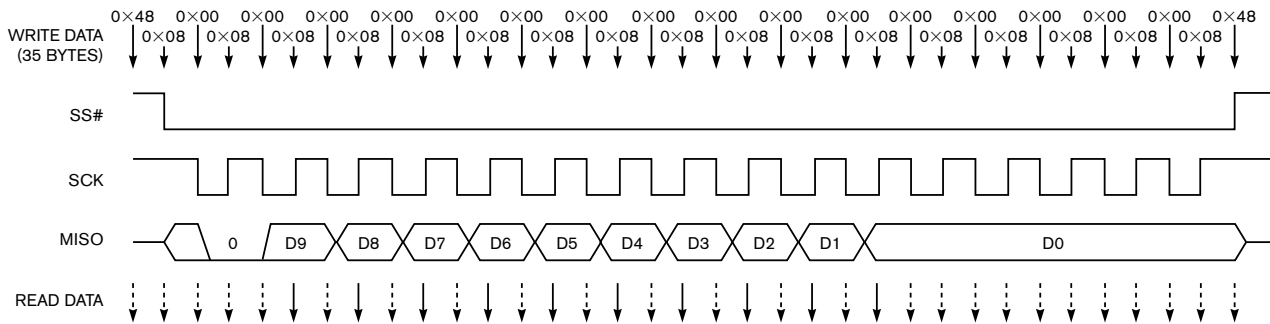 0×48 0×00 0×00 0×00 0×00 0×00 0×00 0×00 0×00 0×00 0×00 0×00 0×00 0×00 0×00 0×00 0×00 0×48
WRITE DATA 0×08 0×08 0×08 0×08 0×08 0×08 0×08 0×08 0×08 0×08 0×08 0×08 0×08 0×08 0×08 0×08 0×08
(35 BYTES)
SS#
SCK
MISO 0 D9 D8 D7 D6 D5 D4 D3 D2 D1 D0
READ DATA